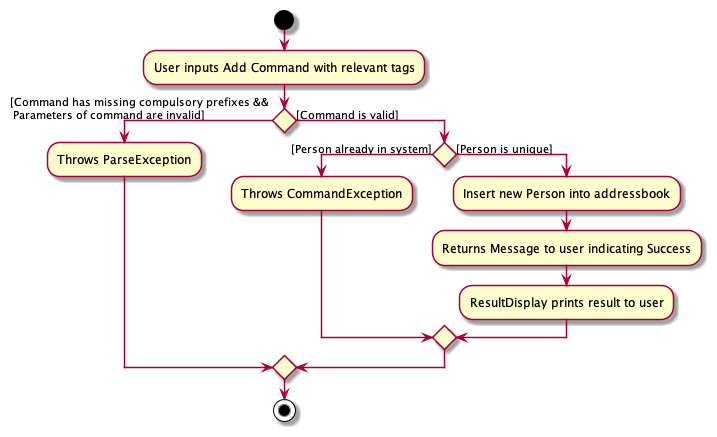 User inputs Add Command with relevant tags
[Command has missing compulsory prefixes &&
Parameters of command are invalid]
[Command is valid]
Throws ParseException
[Person already in system]
[Person is unique]
Throws CommandException
Insert new Person into addressbook
Returns Message to user indicating Success
ResultDisplay prints result to user